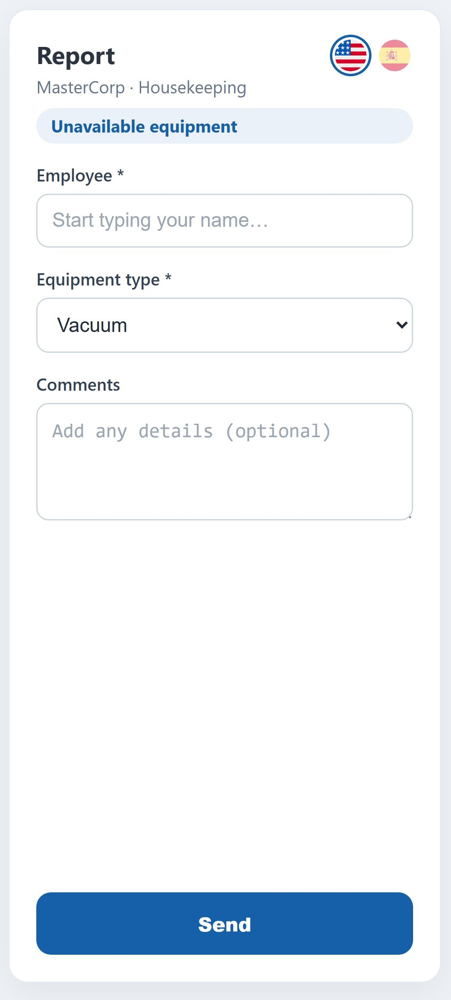 Report
MasterCorp · Housekeeping
Unavailable equipment
Employee *
Start typing your name…
Equipment type *
Vacuum
Comments
Add any details (optional)
Send